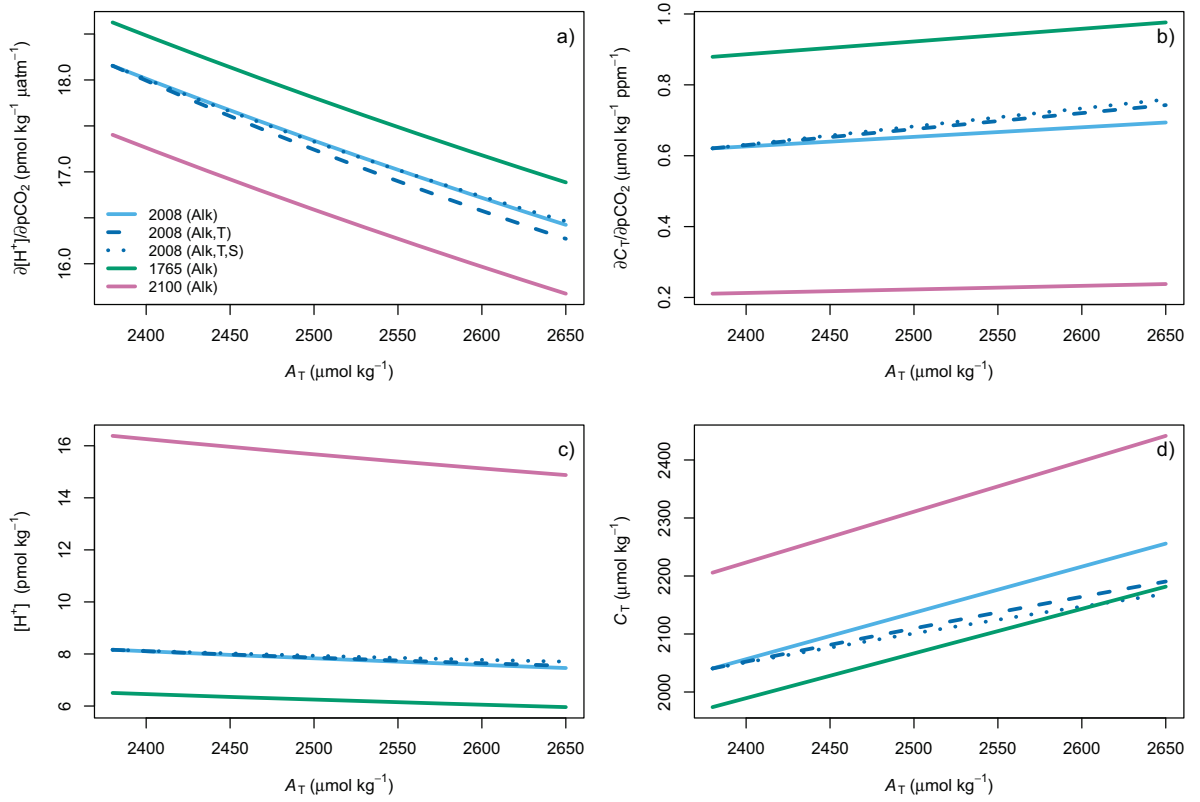 a)
∂[H⁺]/∂pCO₂ (pmol kg⁻¹ μatm⁻¹)
18.0
17.0
16.0
2008 (Alk)
2008 (Alk,T)
2008 (Alk,T,S)
1765 (Alk)
2100 (Alk)
2400 2450 2500 2550 2600 2650
A_T (μmol kg⁻¹)
b)
∂C_T/∂pCO₂ (μmol kg⁻¹ ppm⁻¹)
1.0
0.8
0.6
0.4
0.2
2400 2450 2500 2550 2600 2650
A_T (μmol kg⁻¹)
c)
[H⁺] (pmol kg⁻¹)
16
14
12
10
8
6
2400 2450 2500 2550 2600 2650
A_T (μmol kg⁻¹)
d)
C_T (μmol kg⁻¹)
2400
2300
2200
2100
2000
2400 2450 2500 2550 2600 2650
A_T (μmol kg⁻¹)